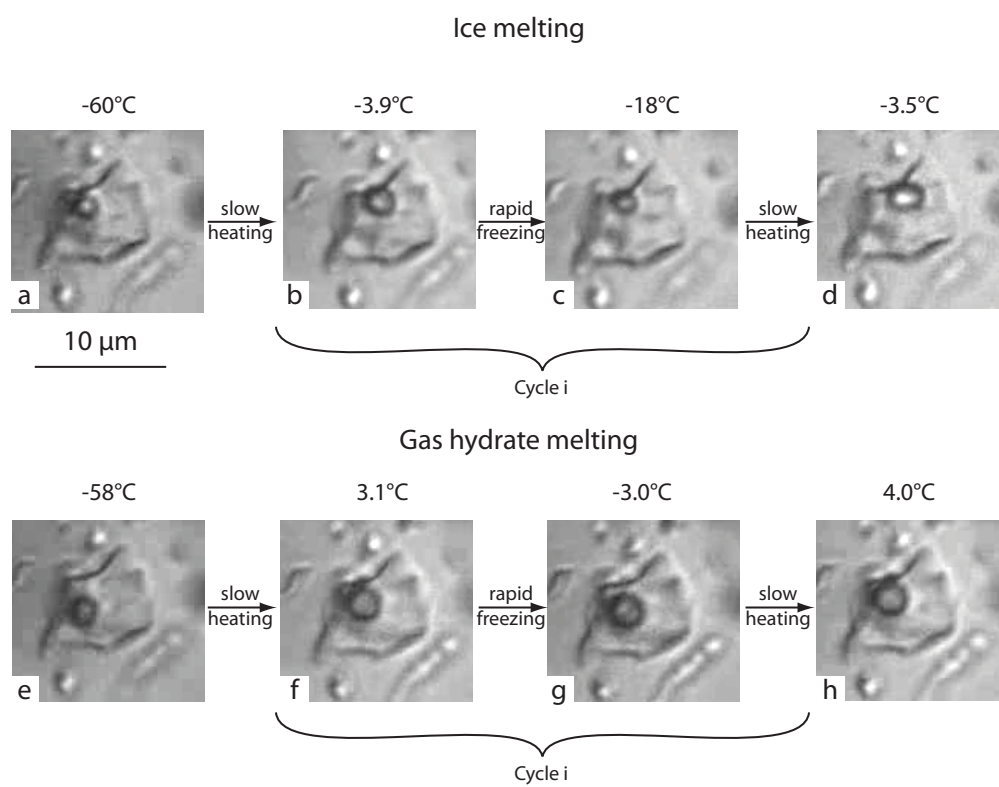 Ice melting
-60°C
-3.9°C
-18°C
-3.5°C
slow
heating
rapid
freezing
slow
heating
a
b
c
d
10 µm
Cycle i
Gas hydrate melting
-58°C
3.1°C
-3.0°C
4.0°C
slow
heating
rapid
freezing
slow
heating
e
f
g
h
Cycle i